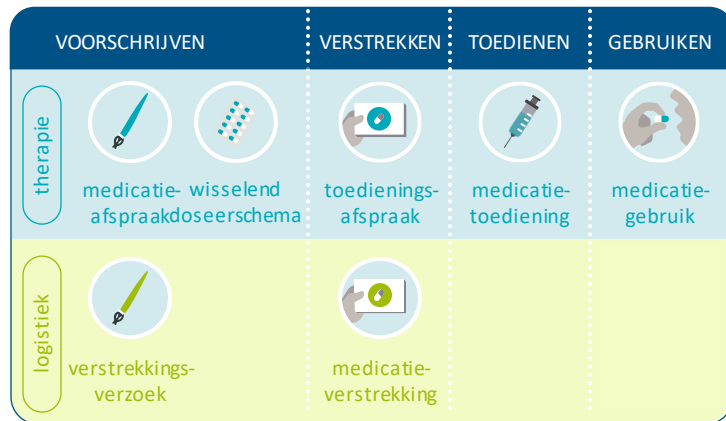 VOORSCHRIJVEN VERSTREKKEN TOEDIENEN GEBRUIKEN
therapie
medicatie-
afspraak
wisselend
doseerschema
toedienings-
afspraak
medicatie-
toediening
medicatie-
gebruik
logistiek
verstrekkings-
verzoek
medicatie-
verstrekking